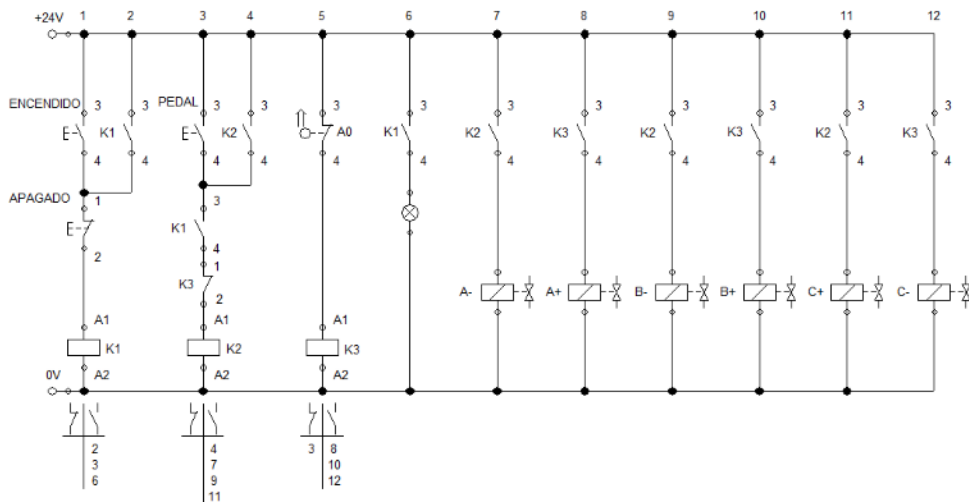 1 2 3 4 5 6 7 8 9 10 11 12
+24V
ENCENDIDO 3 3 PEDAL 3 3 3 3 3 3 3 3 3 3
K1 K2 A0 K1 K2 K3 K2 K3 K2 K3
4 4 4 4 4 4 4 4 4 4 4 4
APAGADO 1 3
K1
2 4
1
K3
2
A- A+ B- B+ C+ C-
A1 A1 A1
K1 K2 K3
0V A2 A2 A2
2 4 3 8
3 7 10
6 9 12
11